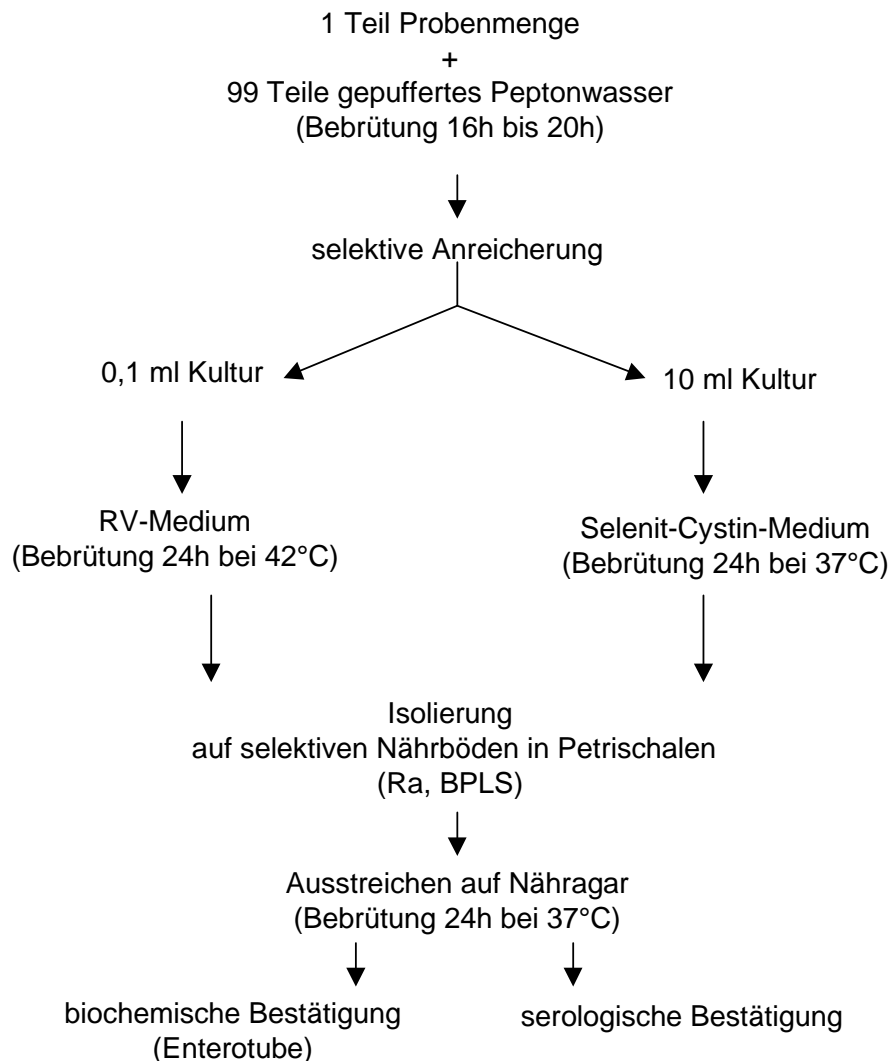 1 Teil Probenmenge
+
99 Teile gepuffertes Peptonwasser
(Bebrütung 16h bis 20h)
selektive Anreicherung
0,1 ml Kultur
10 ml Kultur
RV-Medium
(Bebrütung 24h bei 42°C)
Selenit-Cystin-Medium
(Bebrütung 24h bei 37°C)
Isolierung
auf selektiven Nährböden in Petrischalen
(Ra, BPLS)
Ausstreichen auf Nähragar
(Bebrütung 24h bei 37°C)
biochemische Bestätigung
(Enterotube)
serologische Bestätigung